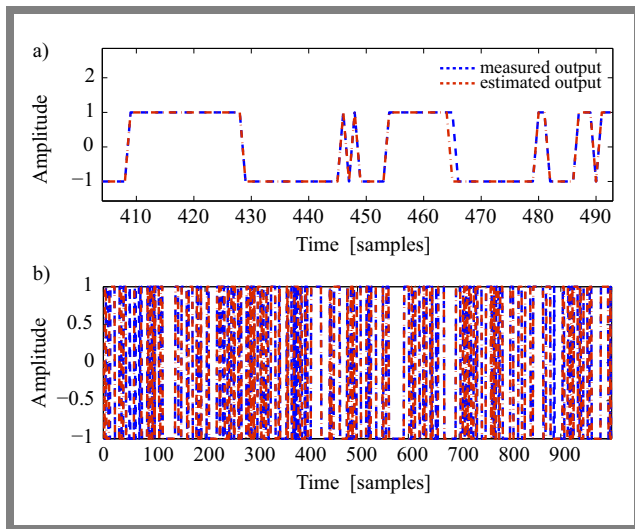 a)
2
1
0
−1
Amplitude
measured output
estimated output
410 420 430 440 450 460 470 480 490
Time [samples]
b)
1
0.5
0
−0.5
−1
Amplitude
0 100 200 300 400 500 600 700 800 900
Time [samples]